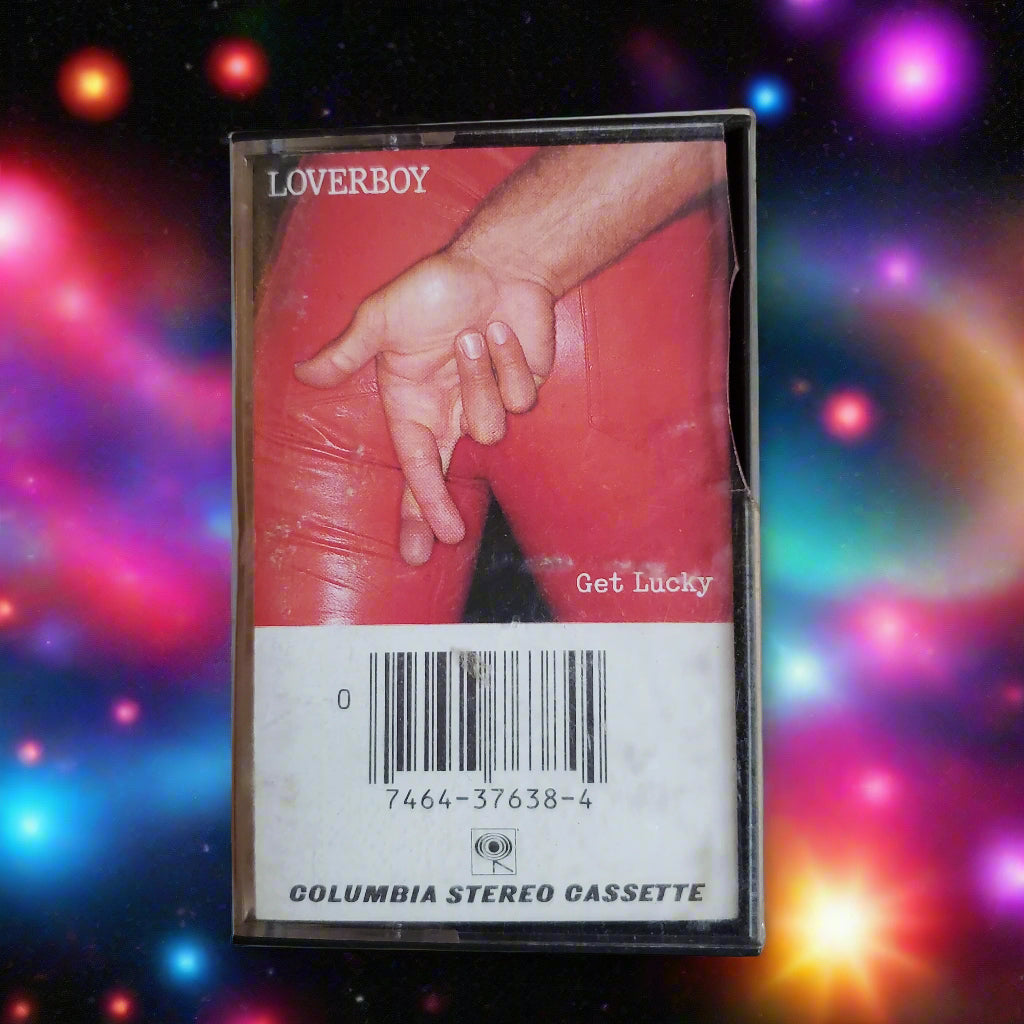 LOVERBOY
Get Lucky
0
7464-37638-4
COLUMBIA STEREO CASSETTE